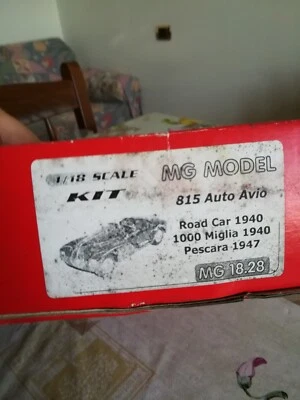 1/18 SCALE
KIT
MG MODEL
815 Auto Avio
Road Car 1940
1000 Miglia 1940
Pescara 1947
MG 18.28